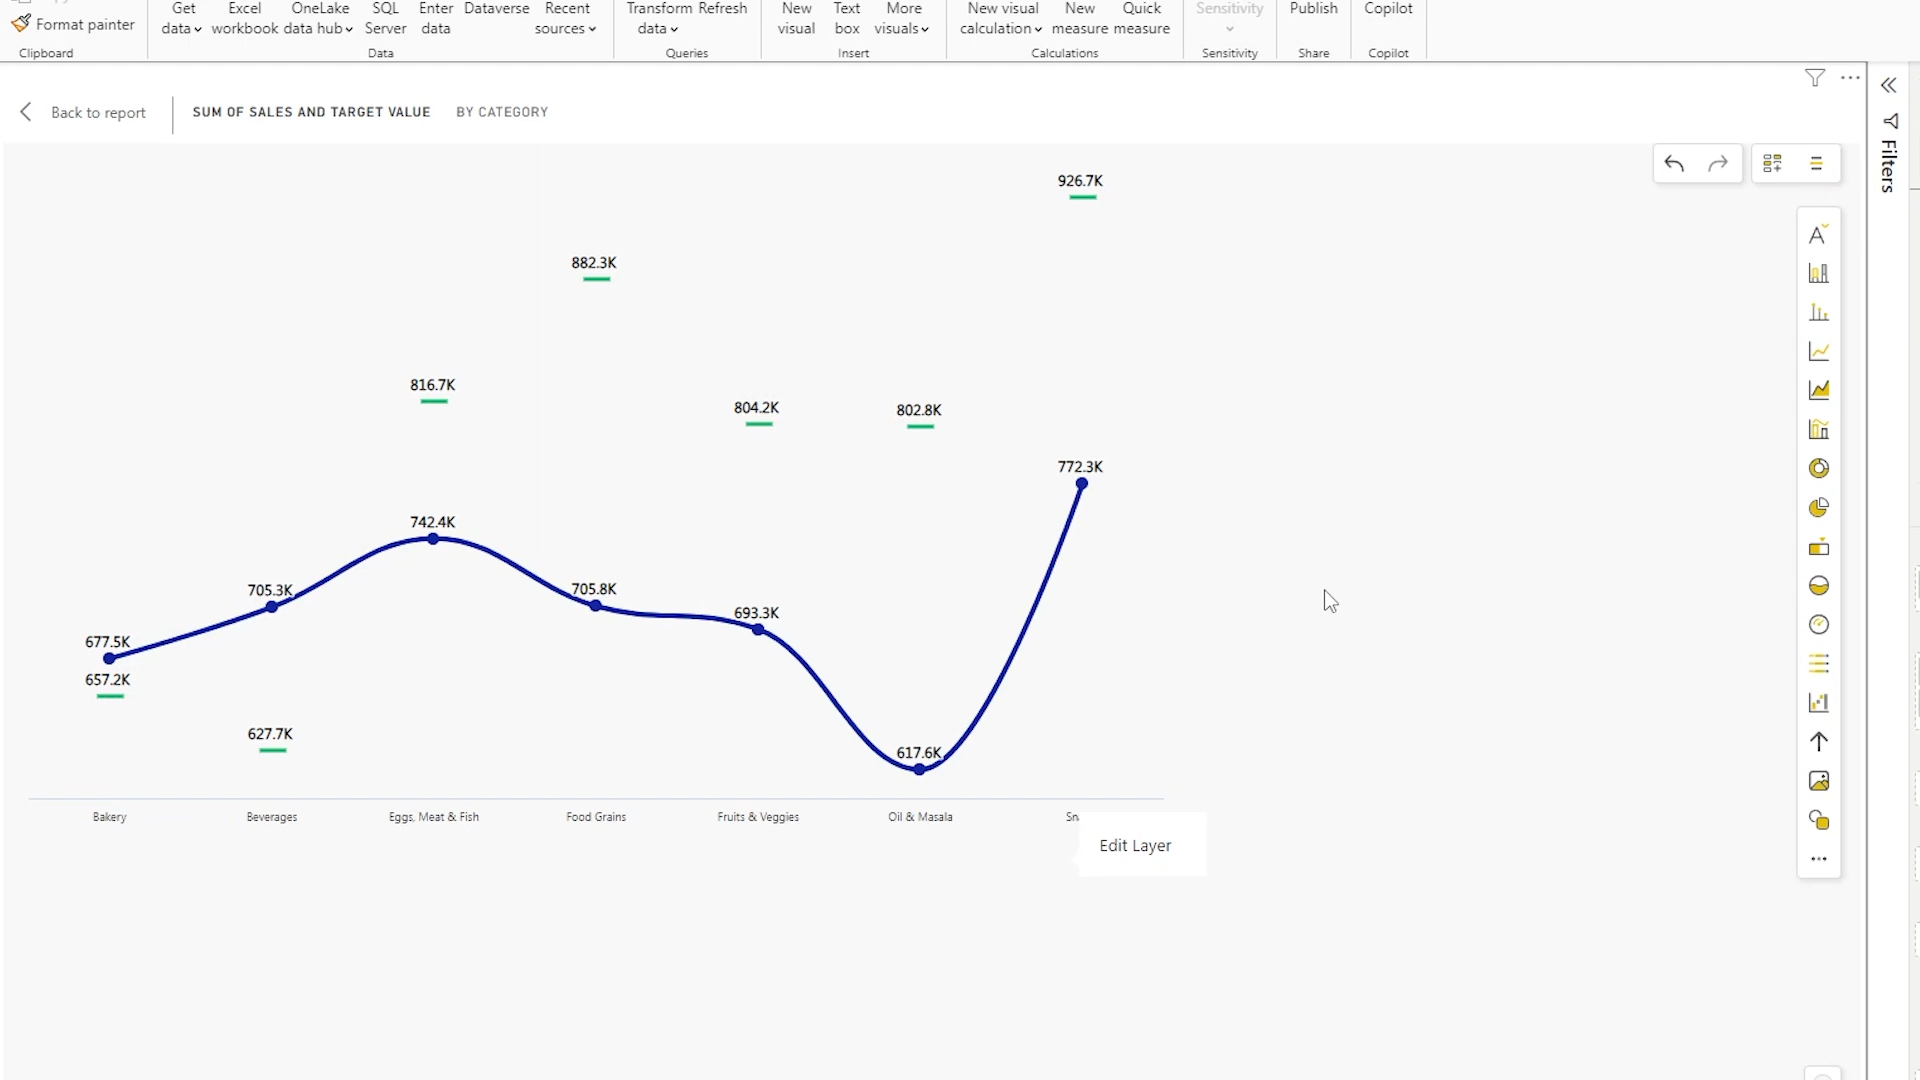 Format painter
Clipboard
Get data
Excel workbook
OneLake data hub
SQL Server
Enter data
Dataverse
Recent sources
Data
Transform data
Refresh
Queries
New visual
Text box
More visuals
Insert
New visual calculation
New measure
Quick measure
Calculations
Sensitivity
Sensitivity
Publish
Share
Copilot
Copilot
Back to report
SUM OF SALES AND TARGET VALUE BY CATEGORY
Filters
926.7K
882.3K
816.7K
804.2K
802.8K
772.3K
742.4K
705.3K
705.8K
693.3K
677.5K
657.2K
627.7K
617.6K
Bakery
Beverages
Eggs, Meat & Fish
Food Grains
Fruits & Veggies
Oil & Masala
Sn
Edit Layer